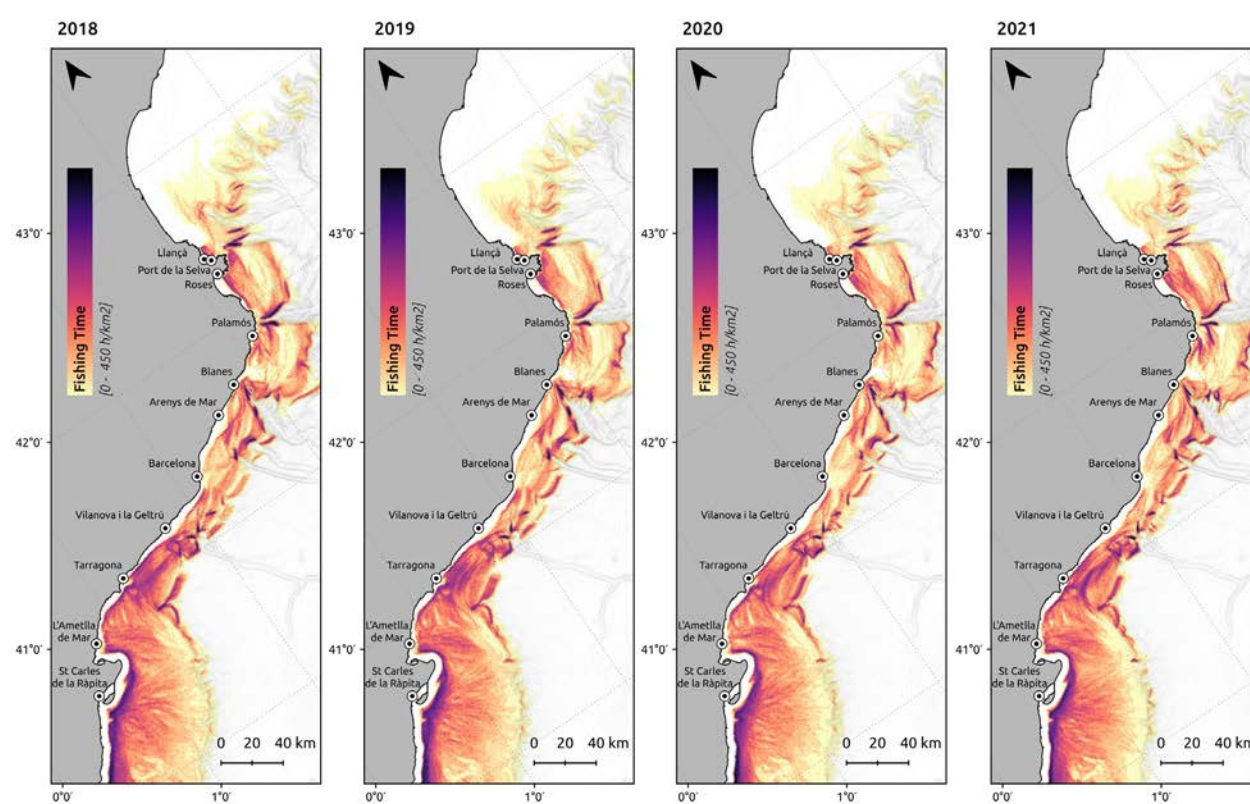 2018
2019
2020
2021
43°0'
Llançà
Port de la Selva
Roses
Palamós
Blanes
Arenys de Mar
42°0'
Barcelona
Vilanova i la Geltrú
Tarragona
L'Ametlla
de Mar
41°0'
St Carles
de la Ràpita
Fishing Time
[0 - 450 h/km2]
0 20 40 km
0°0'
1°0'
43°0'
Llançà
Port de la Selva
Roses
Palamós
Blanes
Arenys de Mar
42°0'
Barcelona
Vilanova i la Geltrú
Tarragona
L'Ametlla
de Mar
41°0'
St Carles
de la Ràpita
Fishing Time
[0 - 450 h/km2]
0 20 40 km
0°0'
1°0'
43°0'
Llançà
Port de la Selva
Roses
Palamós
Blanes
Arenys de Mar
42°0'
Barcelona
Vilanova i la Geltrú
Tarragona
L'Ametlla
de Mar
41°0'
St Carles
de la Ràpita
Fishing Time
[0 - 450 h/km2]
0 20 40 km
0°0'
1°0'
43°0'
Llançà
Port de la Selva
Roses
Palamós
Blanes
Arenys de Mar
42°0'
Barcelona
Vilanova i la Geltrú
Tarragona
L'Ametlla
de Mar
41°0'
St Carles
de la Ràpita
Fishing Time
[0 - 450 h/km2]
0 20 40 km
0°0'
1°0'